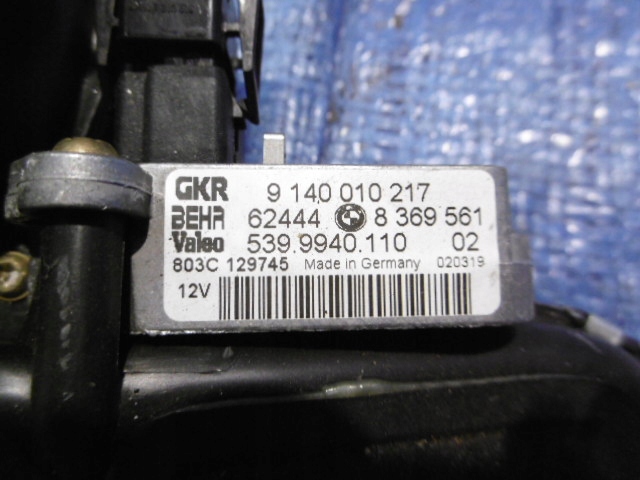 GKR 9 140 010 217
BEHR 62444 8 369 561
Valeo 539.9940.110 02
803C 129745 Made in Germany 020319
12V